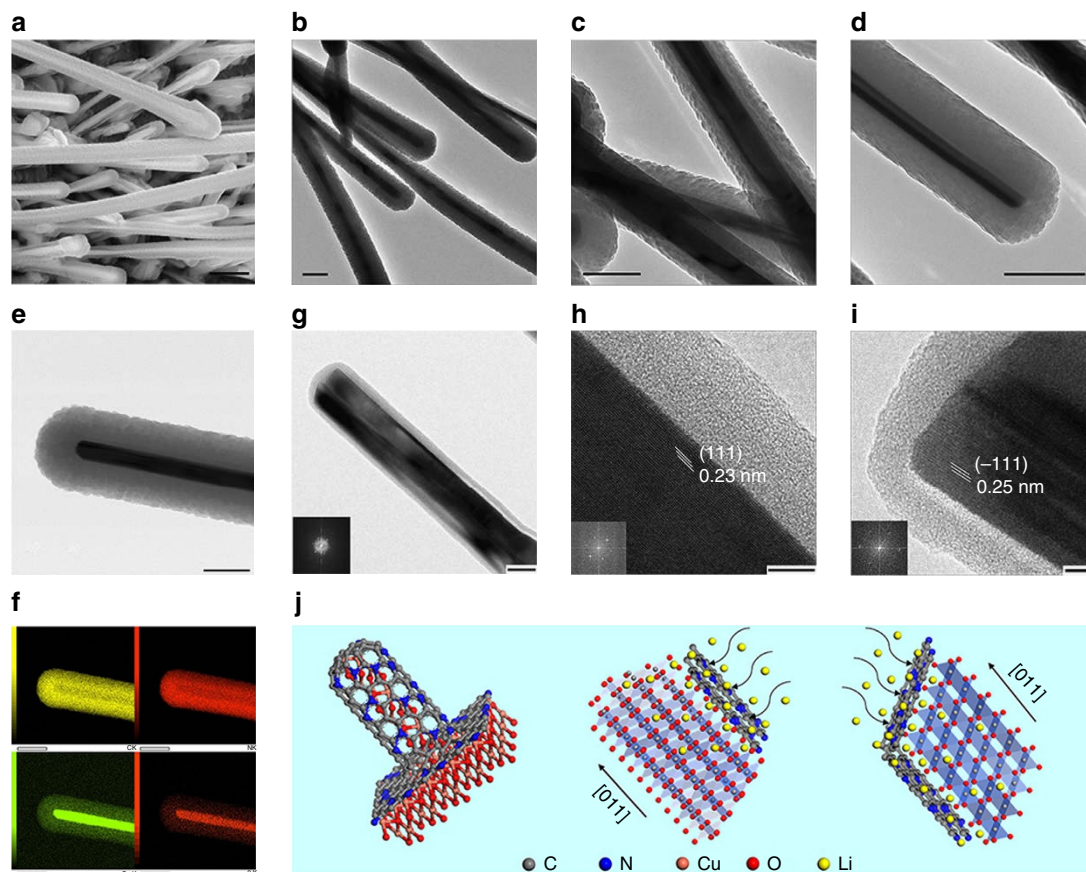 a
b
c
d
e
g
h
i
(111)
0.23 nm
(–111)
0.25 nm
f
j
CK
NK
[011]
[011]
C
N
Cu
O
Li